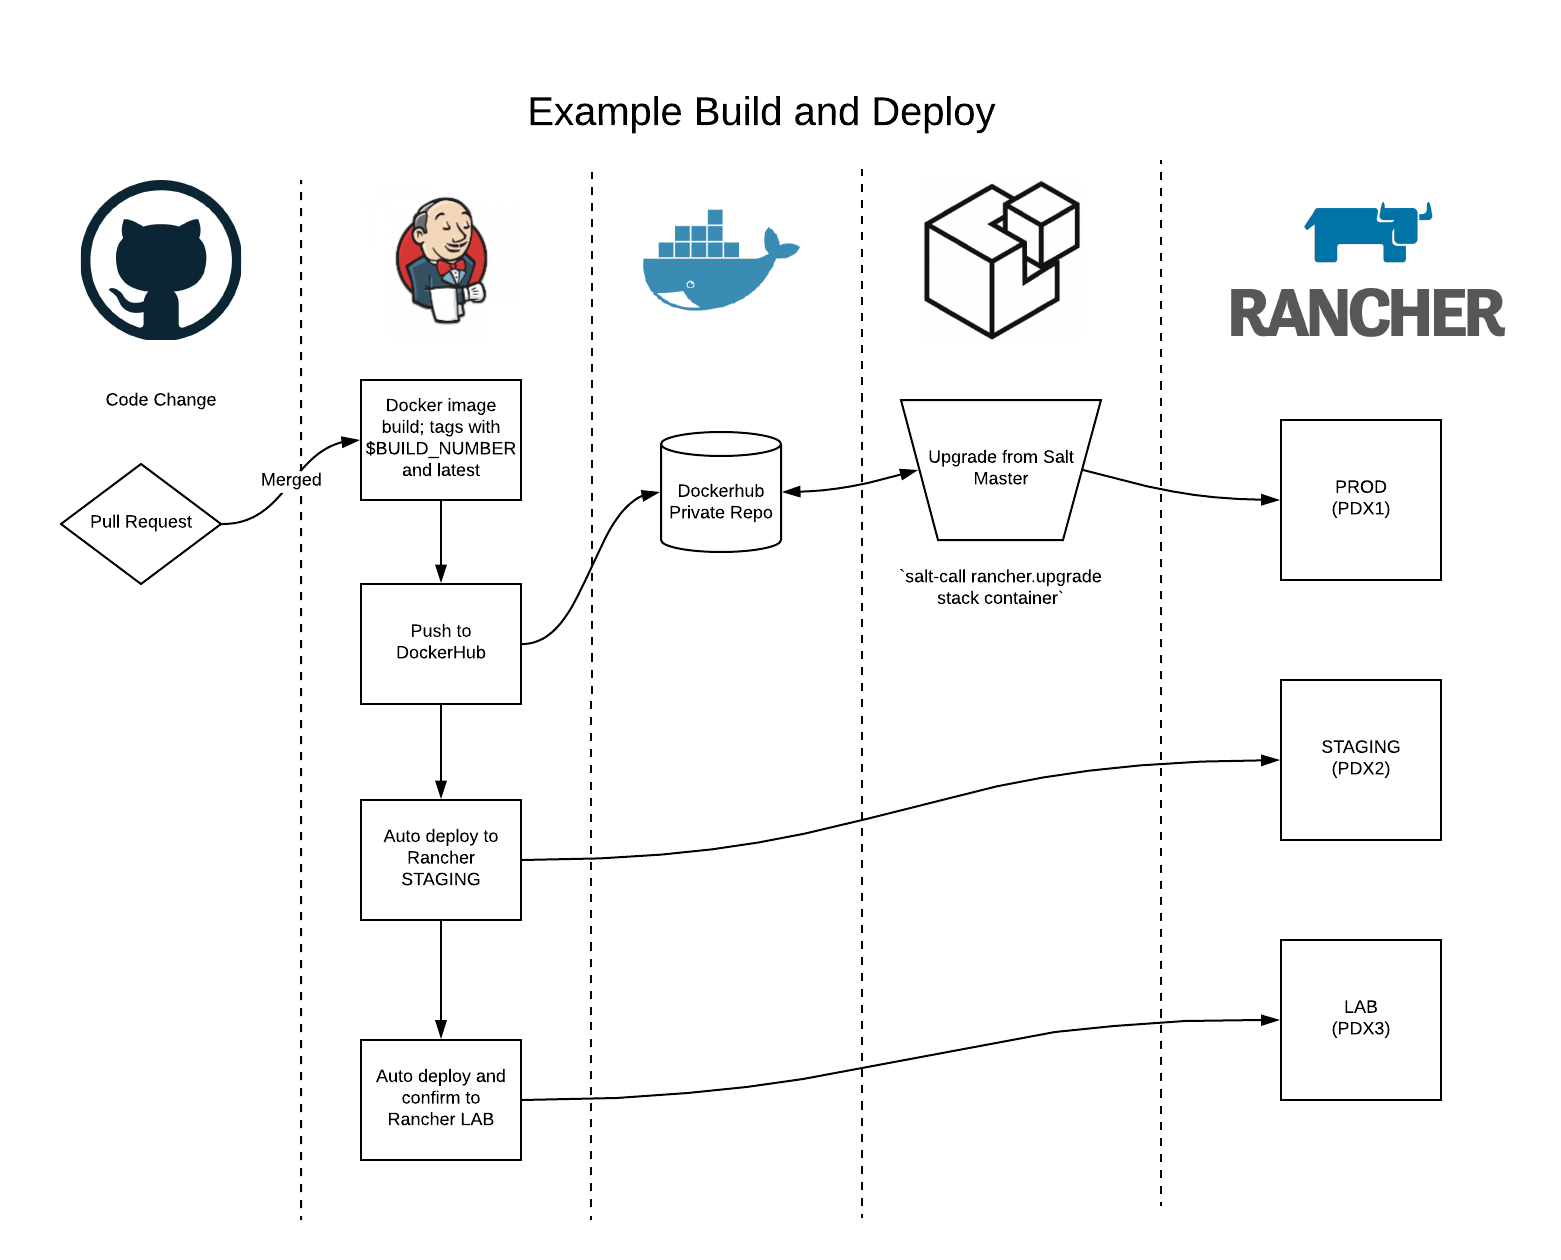 Example Build and Deploy
RANCHER
Code Change
Pull Request
Merged
Docker image
build; tags with
$BUILD_NUMBER
and latest
Push to
DockerHub
Auto deploy to
Rancher
STAGING
Auto deploy and
confirm to
Rancher LAB
Dockerhub
Private Repo
Upgrade from Salt
Master
`salt-call rancher.upgrade
stack container`
PROD
(PDX1)
STAGING
(PDX2)
LAB
(PDX3)